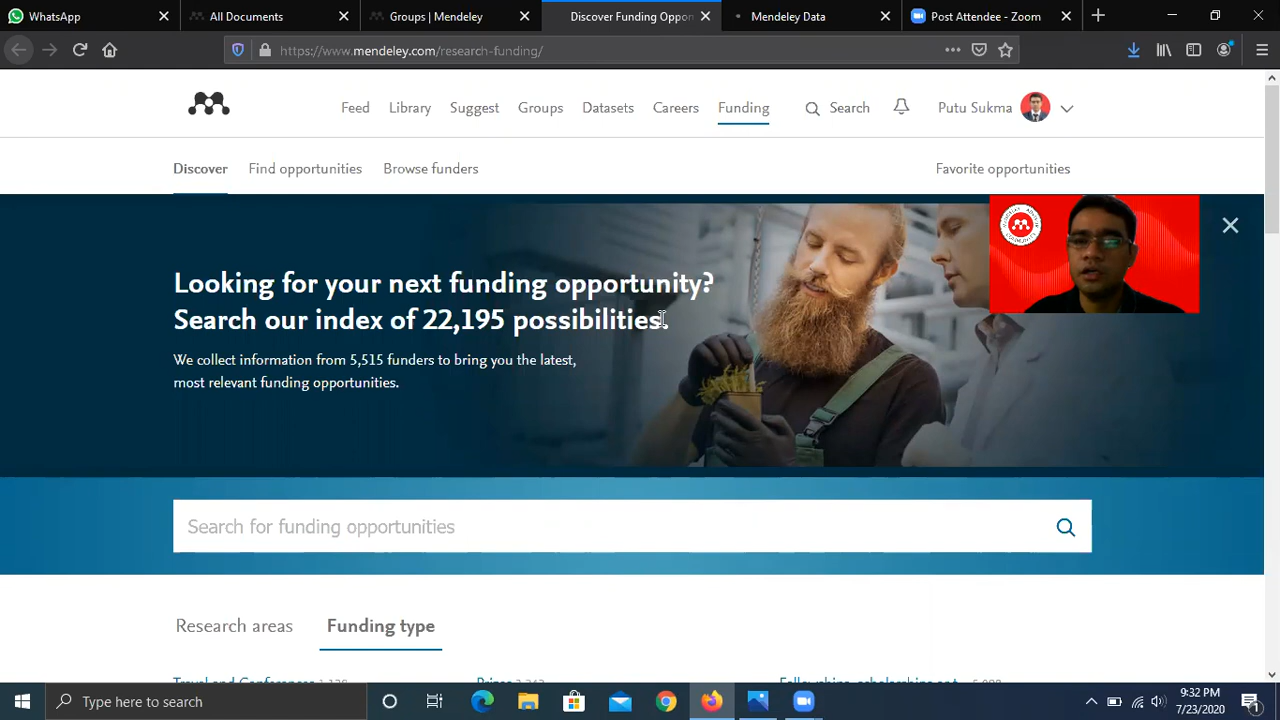 WhatsApp
All Documents
Groups | Mendeley
Discover Funding Oppor
Mendeley Data
Post Attendee - Zoom
https://www.mendeley.com/research-funding/
Feed
Library
Suggest
Groups
Datasets
Careers
Funding
Search
Putu Sukma
Discover
Find opportunities
Browse funders
Favorite opportunities
Looking for your next funding opportunity?
Search our index of 22,195 possibilities.
We collect information from 5,515 funders to bring you the latest,
most relevant funding opportunities.
Search for funding opportunities
Research areas
Funding type
Travel and Conferences
Type here to search
9:32 PM
7/23/2020